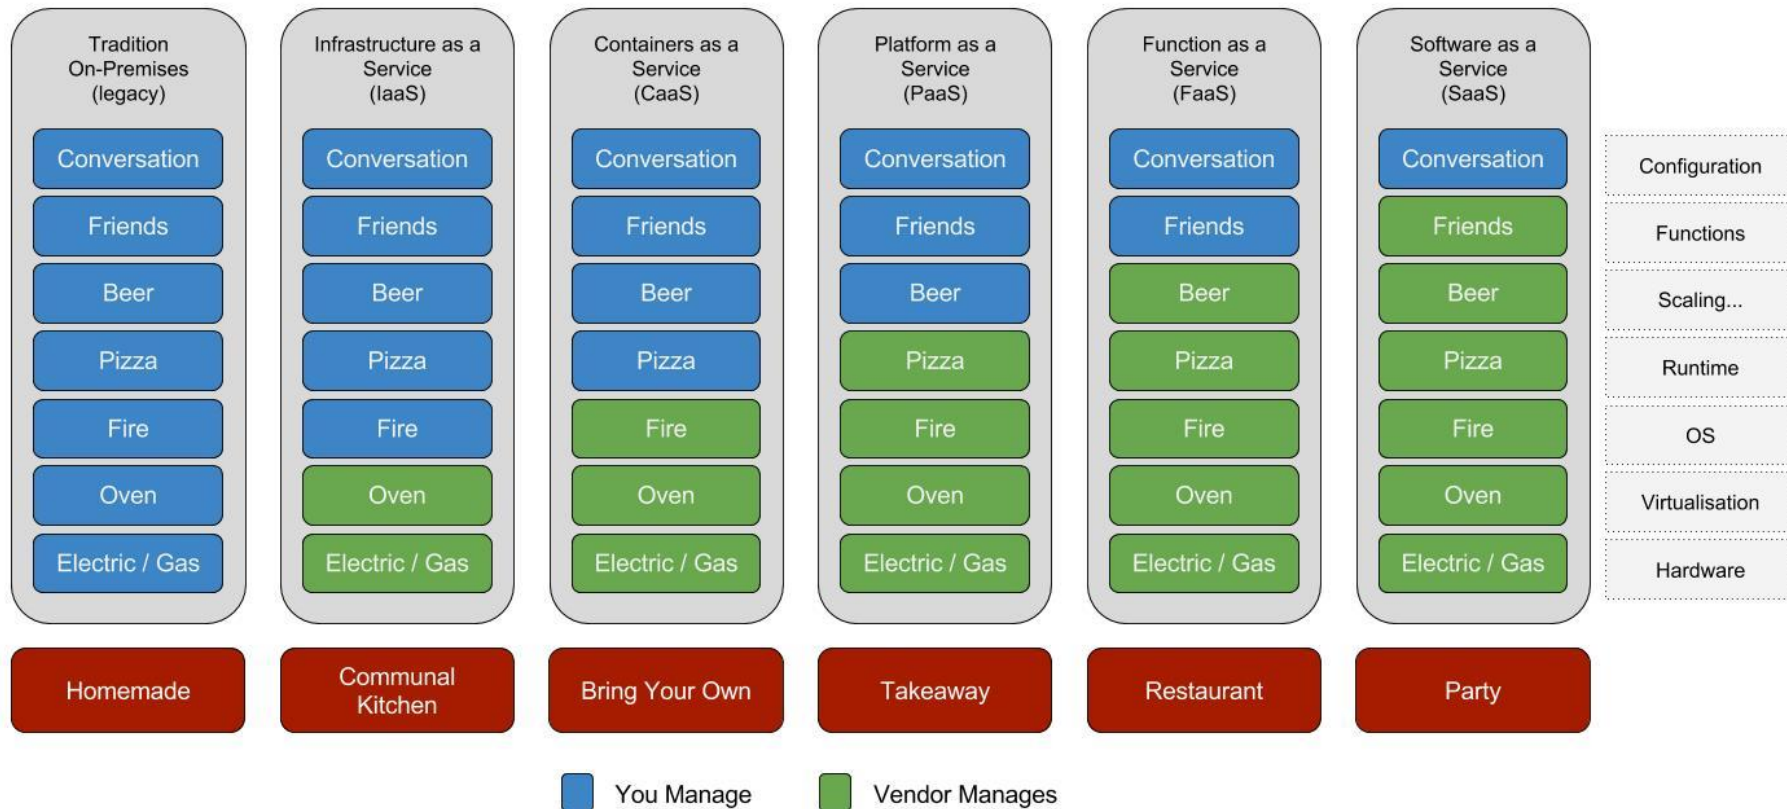 Tradition
On-Premises
(legacy)
Conversation
Friends
Beer
Pizza
Fire
Oven
Electric / Gas
Homemade
Infrastructure as a
Service
(IaaS)
Conversation
Friends
Beer
Pizza
Fire
Oven
Electric / Gas
Communal
Kitchen
Containers as a
Service
(CaaS)
Conversation
Friends
Beer
Pizza
Fire
Oven
Electric / Gas
Bring Your Own
Platform as a
Service
(PaaS)
Conversation
Friends
Beer
Pizza
Fire
Oven
Electric / Gas
Takeaway
Function as a
Service
(FaaS)
Conversation
Friends
Beer
Pizza
Fire
Oven
Electric / Gas
Restaurant
Software as a
Service
(SaaS)
Conversation
Friends
Beer
Pizza
Fire
Oven
Electric / Gas
Party
Configuration
Functions
Scaling...
Runtime
OS
Virtualisation
Hardware
You Manage
Vendor Manages